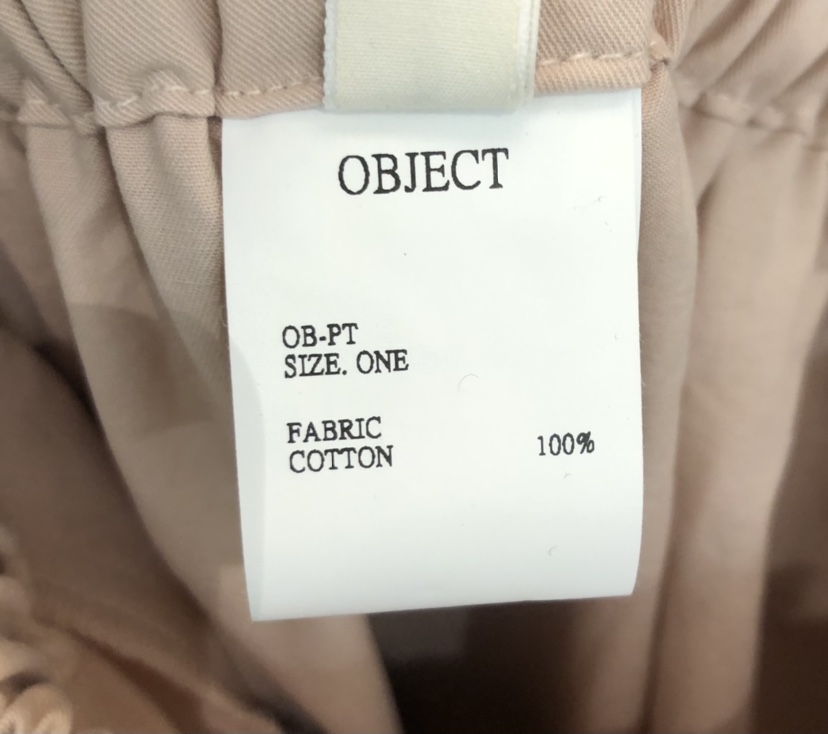 OBJECT
OB-PT
SIZE. ONE
FABRIC
COTTON 100%